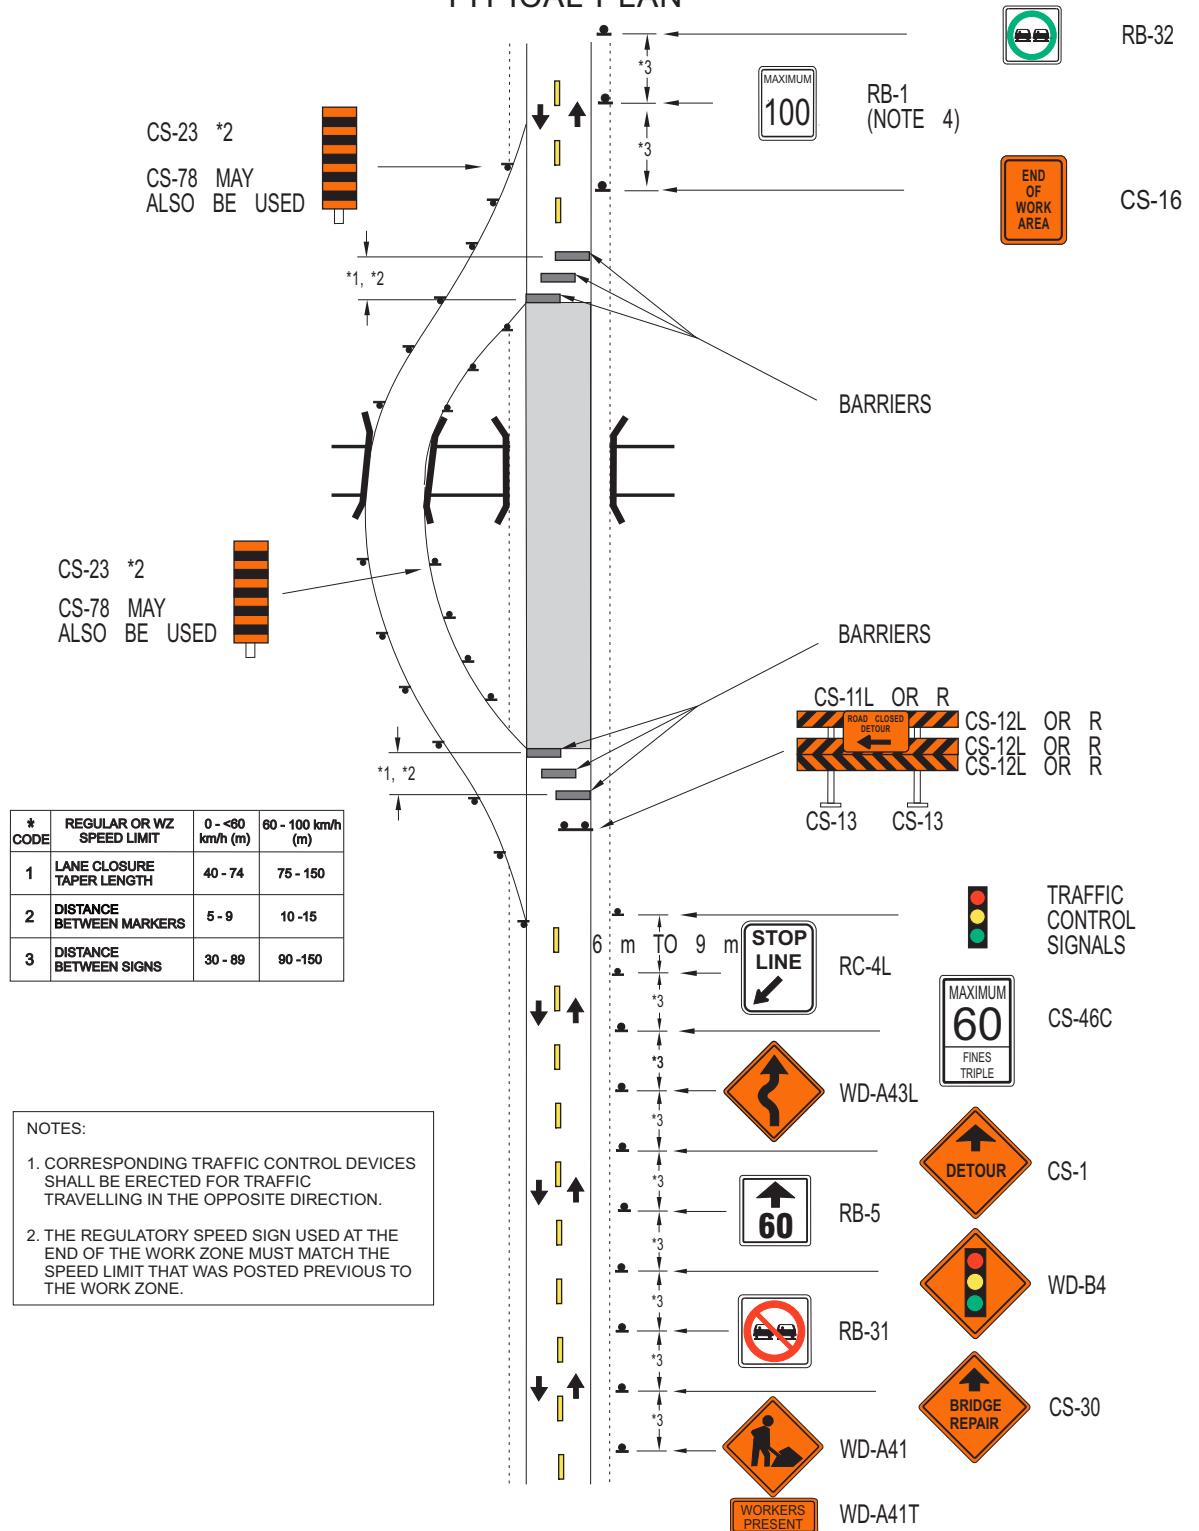 TYPICAL PLAN
RB-32
*3
MAXIMUM
100
RB-1
(NOTE 4)
*3
CS-23 *2
CS-78 MAY
ALSO BE USED
END
OF
WORK
AREA
CS-16
*1, *2
BARRIERS
CS-23 *2
CS-78 MAY
ALSO BE USED
BARRIERS
CS-11L OR R
ROAD CLOSED
DETOUR
CS-12L OR R
CS-12L OR R
CS-12L OR R
CS-13 CS-13
*1, *2
* CODE
REGULAR OR WZ SPEED LIMIT
0 - <60 km/h (m)
60 - 100 km/h (m)
1 LANE CLOSURE TAPER LENGTH 40 - 74 75 - 150
2 DISTANCE BETWEEN MARKERS 5 - 9 10 -15
3 DISTANCE BETWEEN SIGNS 30 - 89 90 -150
TRAFFIC
CONTROL
SIGNALS
6 m TO 9 m
STOP
LINE
RC-4L
*3
MAXIMUM
60
FINES
TRIPLE
CS-46C
*3
WD-A43L
*3
DETOUR
CS-1
*3
60
RB-5
*3
WD-B4
*3
RB-31
*3
BRIDGE
REPAIR
CS-30
*3
WD-A41
WORKERS
PRESENT
WD-A41T
NOTES:
1. CORRESPONDING TRAFFIC CONTROL DEVICES
SHALL BE ERECTED FOR TRAFFIC
TRAVELLING IN THE OPPOSITE DIRECTION.
2. THE REGULATORY SPEED SIGN USED AT THE
END OF THE WORK ZONE MUST MATCH THE
SPEED LIMIT THAT WAS POSTED PREVIOUS TO
THE WORK ZONE.